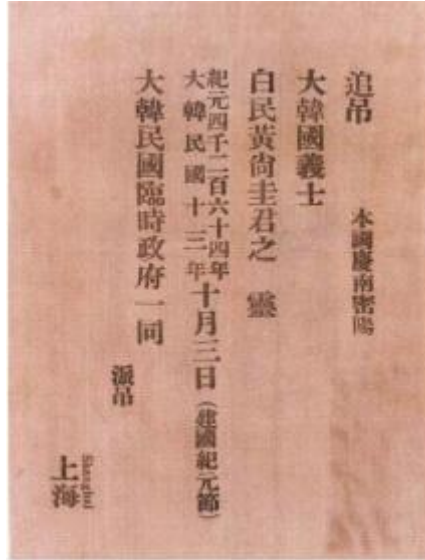 追吊 本國慶南密陽
大韓國義士
白民黃尙圭君之 靈
紀元四千二百六十四年
大韓民國十三年
十月三日(建國紀元節)
大韓民國臨時政府一同
派吊
上海 Shanghai